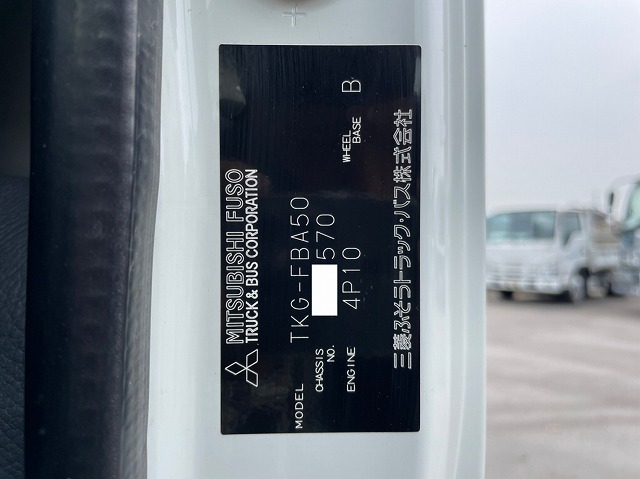 MITSUBISHI FUSO
TRUCK & BUS CORPORATION
MODEL TKG-FBA50
CHASSIS NO. 570
ENGINE 4P10 WHEEL BASE B
三菱ふそうトラック・バス株式会社